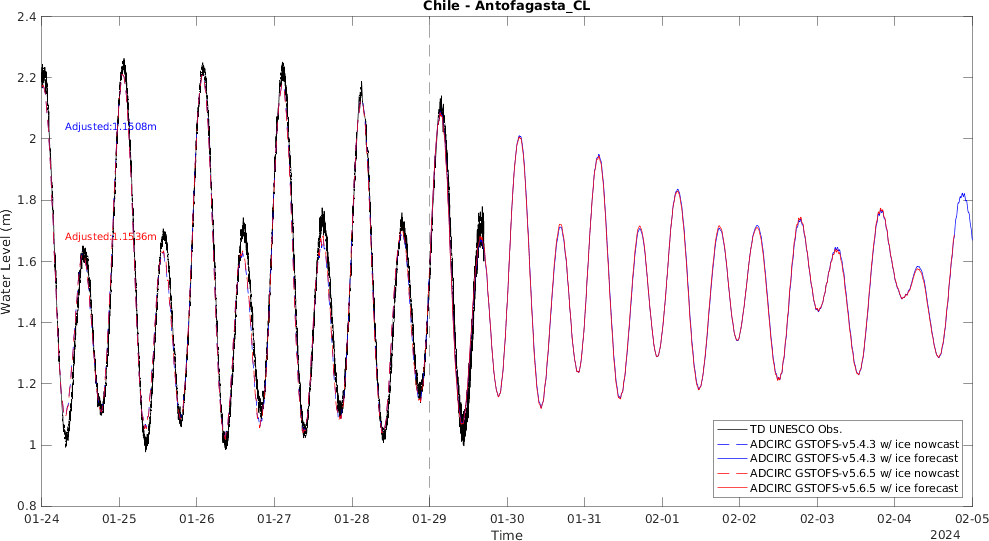 Chile - Antofagasta_CL
2.4
2.2
2
1.8
1.6
1.4
1.2
1
0.8
Water Level (m)
Adjusted:1.1508m
Adjusted:1.1536m
TD UNESCO Obs.
ADCIRC GSTOFS-v5.4.3 w/ ice nowcast
ADCIRC GSTOFS-v5.4.3 w/ ice forecast
ADCIRC GSTOFS-v5.6.5 w/ ice nowcast
ADCIRC GSTOFS-v5.6.5 w/ ice forecast
01-24 01-25 01-26 01-27 01-28 01-29 01-30 01-31 02-01 02-02 02-03 02-04 02-05
Time
2024